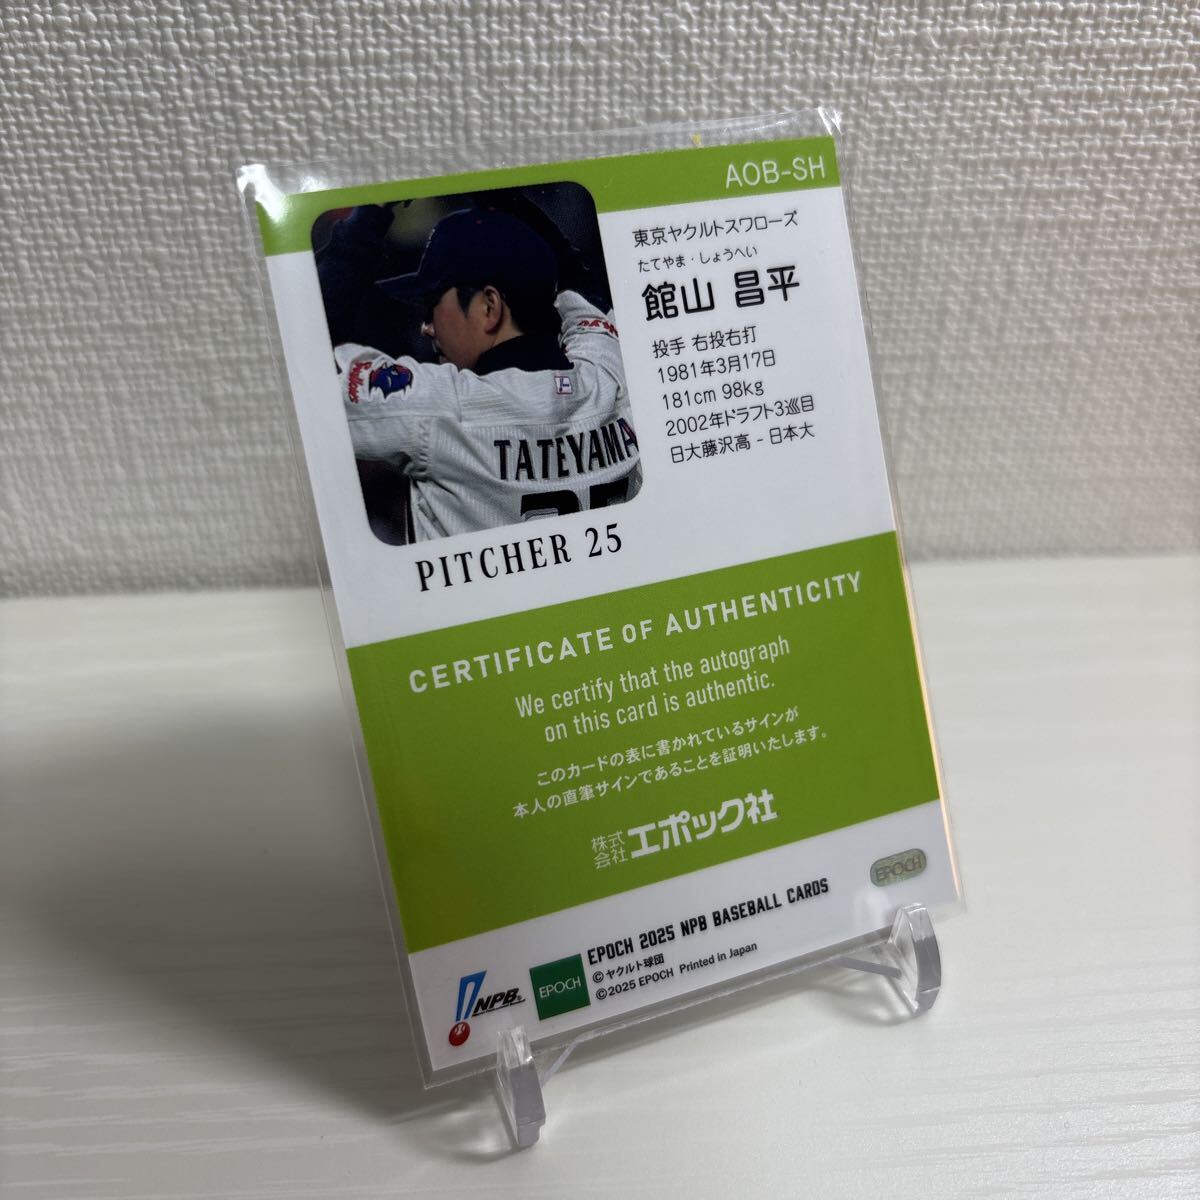 AOB-SH
東京ヤクルトスワローズ
たてやま・しょうへい
館山 昌平
投手 右投右打
1981年3月17日
181cm 98kg
2002年ドラフト3巡目
日大藤沢高 - 日本大
TATEYAMA
25
PITCHER 25
CERTIFICATE OF AUTHENTICITY
We certify that the autograph
on this card is authentic.
このカードの表に書かれているサインが
本人の直筆サインであることを証明いたします。
株式会社 エポック社
EPOCH
EPOCH 2025 NPB BASEBALL CARDS
©ヤクルト球団
©2025 EPOCH Printed in Japan
NPB®
EPOCH